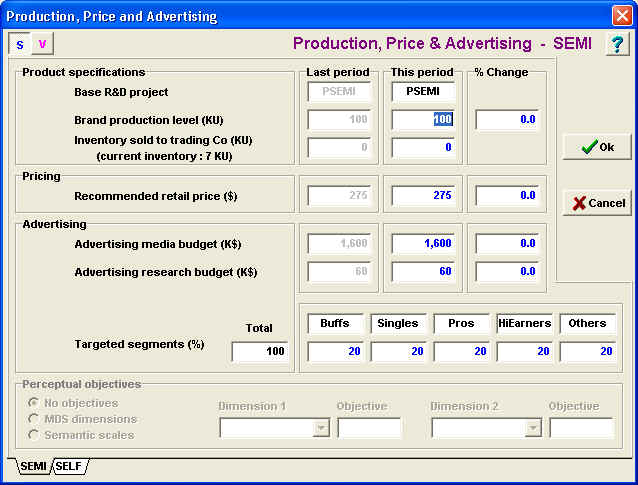 Production, Price and Advertising
S V Production, Price & Advertising - SEMI ?
Product specifications Last period This period % Change
Base R&D project PSEMI PSEMI
Brand production level (KU) 100 100 0.0
Inventory sold to trading Co (KU) 0 0
(current inventory : 7 KU)
Ok
Pricing
Recommended retail price ($) 275 275 0.0
Cancel
Advertising
Advertising media budget (K$) 1,600 1,600 0.0
Advertising research budget (K$) 60 60 0.0
Total Buffs Singles Pros HiEarners Others
Targeted segments (%) 100 20 20 20 20 20
Perceptual objectives
No objectives Dimension 1 Objective Dimension 2 Objective
MDS dimensions
Semantic scales
SEMI SELF